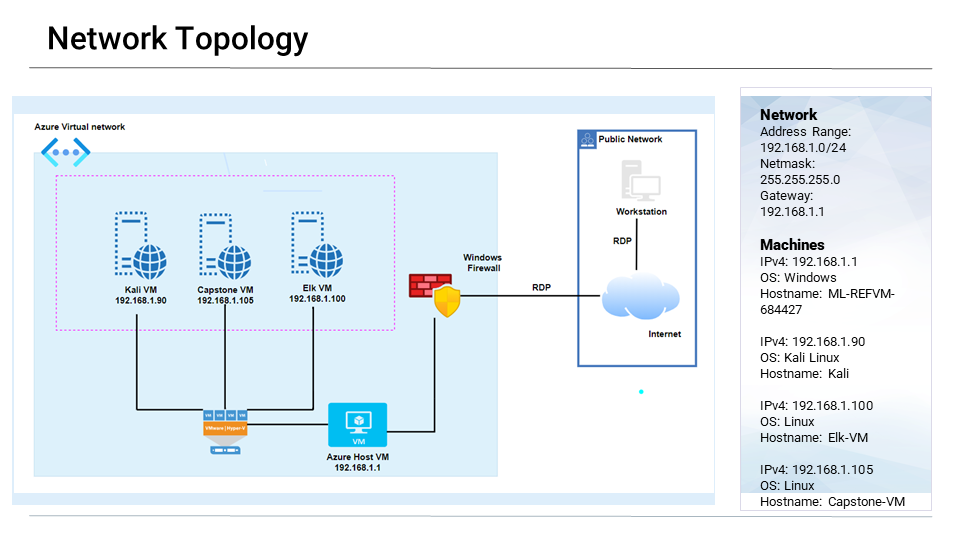 Network Topology
Azure Virtual network
Kali VM
192.168.1.90
Capstone VM
192.168.1.105
Elk VM
192.168.1.100
Windows
Firewall
RDP
Public Network
Workstation
RDP
Internet
VM VM VM VM
VMware | Hyper-V
VM
Azure Host VM
192.168.1.1
Network
Address Range:
192.168.1.0/24
Netmask:
255.255.255.0
Gateway:
192.168.1.1
Machines
IPv4: 192.168.1.1
OS: Windows
Hostname: ML-REFVM-
684427
IPv4: 192.168.1.90
OS: Kali Linux
Hostname: Kali
IPv4: 192.168.1.100
OS: Linux
Hostname: Elk-VM
IPv4: 192.168.1.105
OS: Linux
Hostname: Capstone-VM